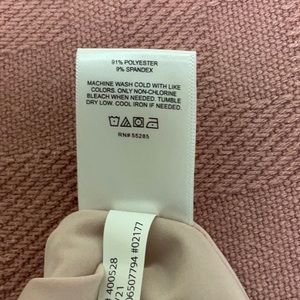 91% POLYESTER
9% SPANDEX
MACHINE WASH COLD WITH LIKE
COLORS. ONLY NON-CHLORINE
BLEACH WHEN NEEDED. TUMBLE
DRY LOW. COOL IRON IF NEEDED.
RN# 55285
# 400528
/21
06507794 #02177